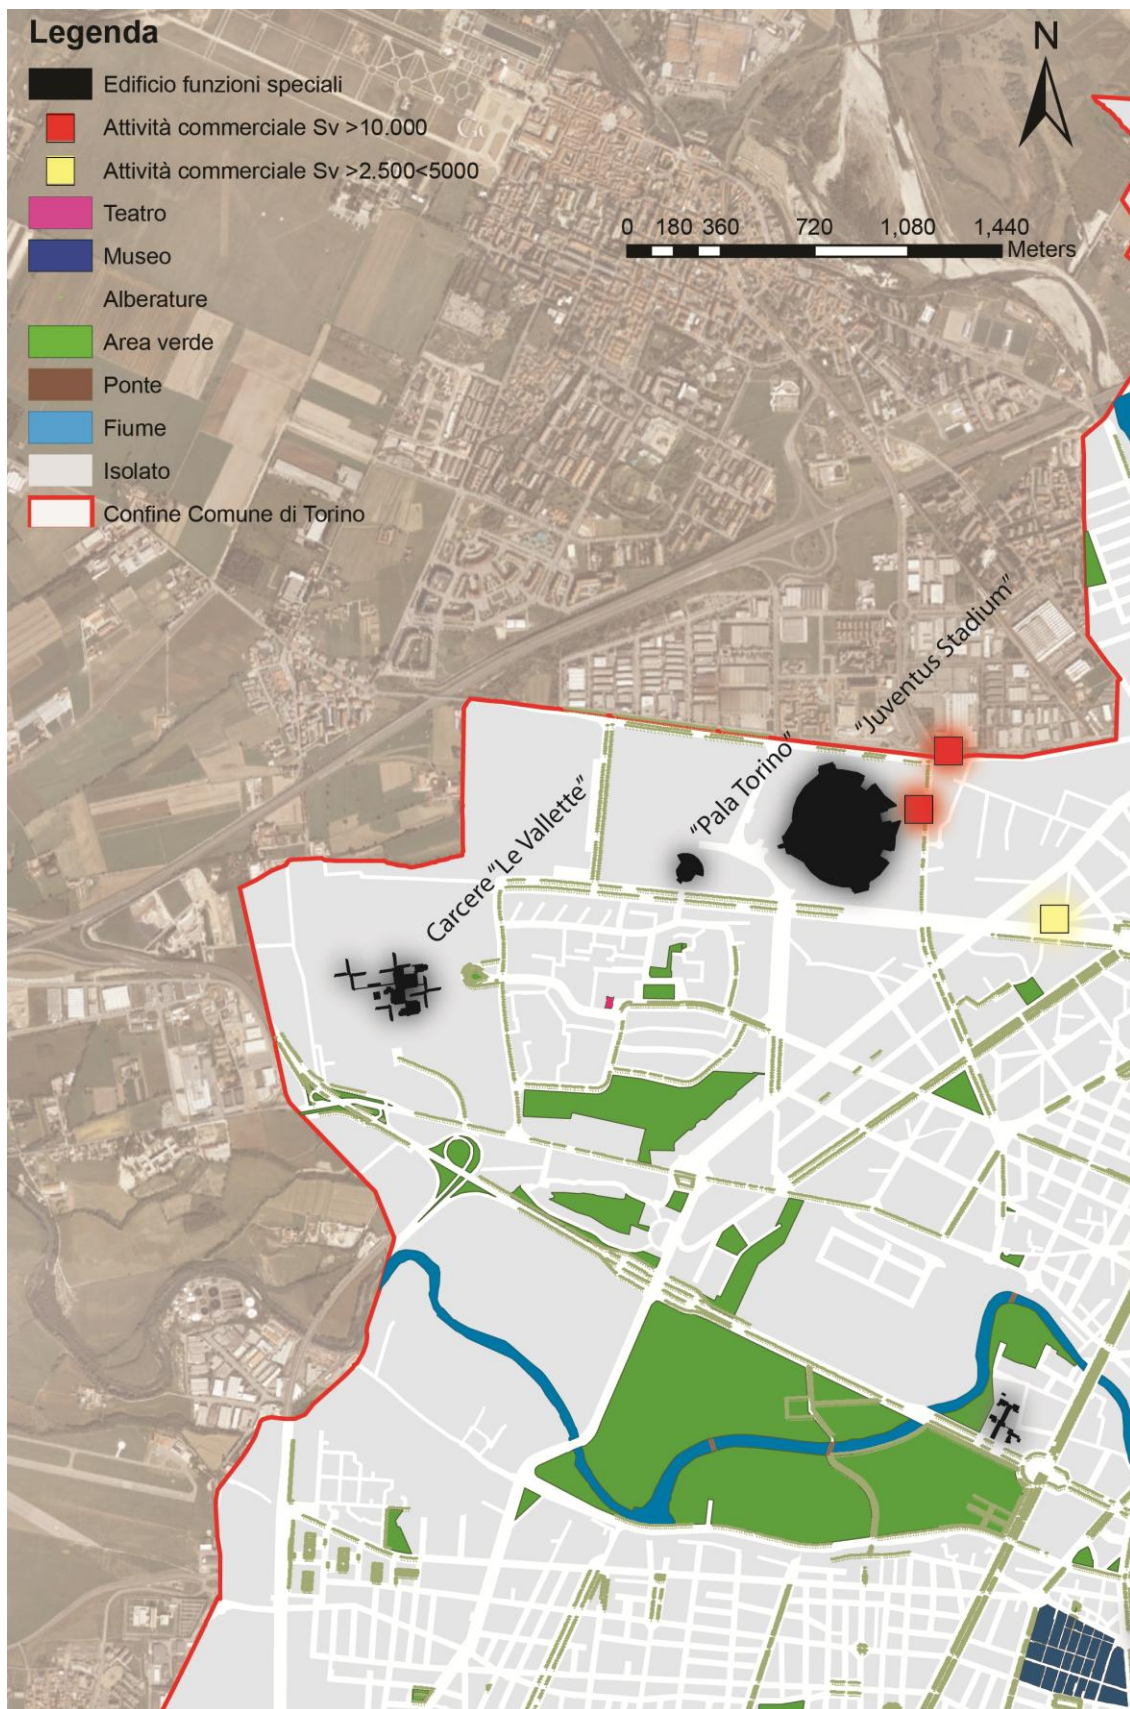 Legenda
Edificio funzioni speciali
Attività commerciale Sv >10.000
Attività commerciale Sv >2.500<5000
Teatro
Museo
Alberature
Area verde
Ponte
Fiume
Isolato
Confine Comune di Torino
N
0 180 360 720 1,080 1,440
Meters
“Juventus Stadium”
“Pala Torino”
Carcere “Le Vallette”